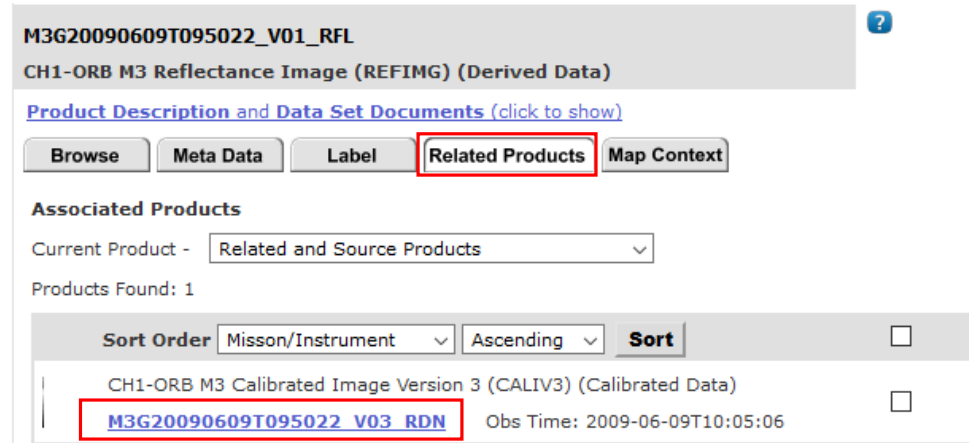 M3G20090609T095022_V01_RFL
?
CH1-ORB M3 Reflectance Image (REFIMG) (Derived Data)
Product Description and Data Set Documents (click to show)
Browse Meta Data Label Related Products Map Context
Associated Products
Current Product - Related and Source Products
Products Found: 1
Sort Order Misson/Instrument Ascending Sort
CH1-ORB M3 Calibrated Image Version 3 (CALIV3) (Calibrated Data)
M3G20090609T095022_V03_RDN Obs Time: 2009-06-09T10:05:06